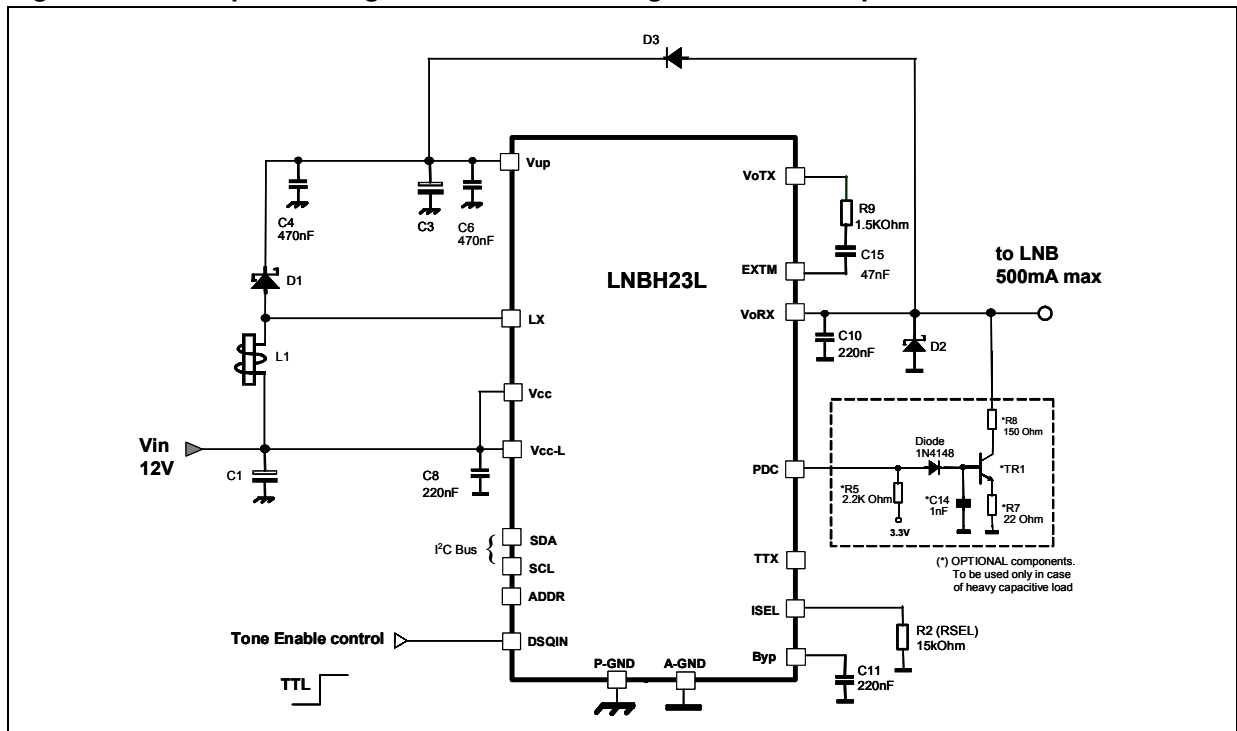 D3
Vup
C4
470nF
C3
C6
470nF
D1
LX
L1
Vcc
Vin
12V
Vcc-L
C1
C8
220nF
I²C Bus {
SDA
SCL
ADDR
Tone Enable control
DSQIN
TTL
P-GND
A-GND
LNBH23L
VoTX
R9
1.5KOhm
C15
47nF
EXTM
to LNB
500mA max
VoRX
C10
220nF
D2
*R8
150 Ohm
Diode
1N4148
*TR1
PDC
*R5
2.2K Ohm
*C14
1nF
*R7
22 Ohm
3.3V
TTX
(*) OPTIONAL components.
To be used only in case
of heavy capacitive load
ISEL
R2 (RSEL)
15kOhm
Byp
C11
220nF